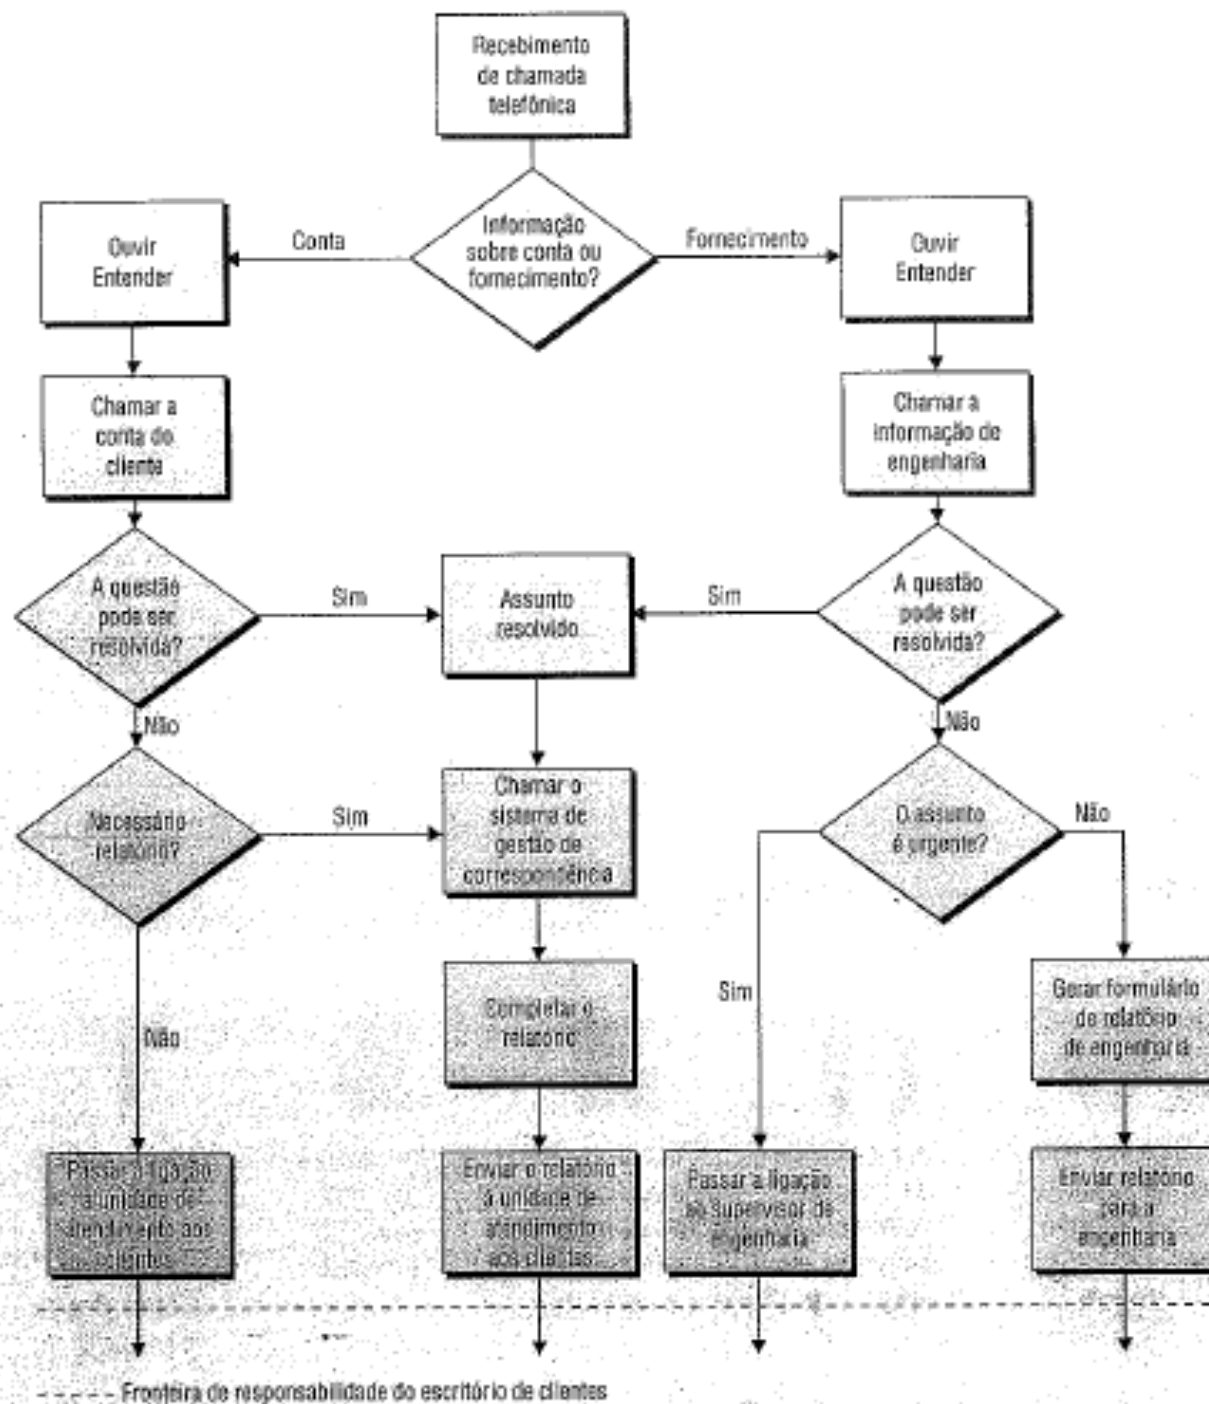 Recebimento
de chamada
telefônica
Informação
sobre conta ou
fornecimento?
Conta
Fornecimento
Ouvir
Entender
Ouvir
Entender
Chamar a
conta do
cliente
Chamar a
informação de
engenharia
A questão
pode ser
resolvida?
Sim
Assunto
resolvido
Sim
A questão
pode ser
resolvida?
Não
Não
Necessário
relatório?
Sim
Chamar o
sistema de
gestão de
correspondência
O assunto
é urgente?
Não
Sim
Não
Completar o
relatório
Gerar formulário
de relatório
de engenharia
Passar a ligação
à unidade de
atendimento aos
clientes
Enviar o relatório
à unidade de
atendimento
aos clientes
Passar a ligação
ao supervisor de
engenharia
Enviar relatório
para a
engenharia
Fronteira de responsabilidade do escritório de clientes